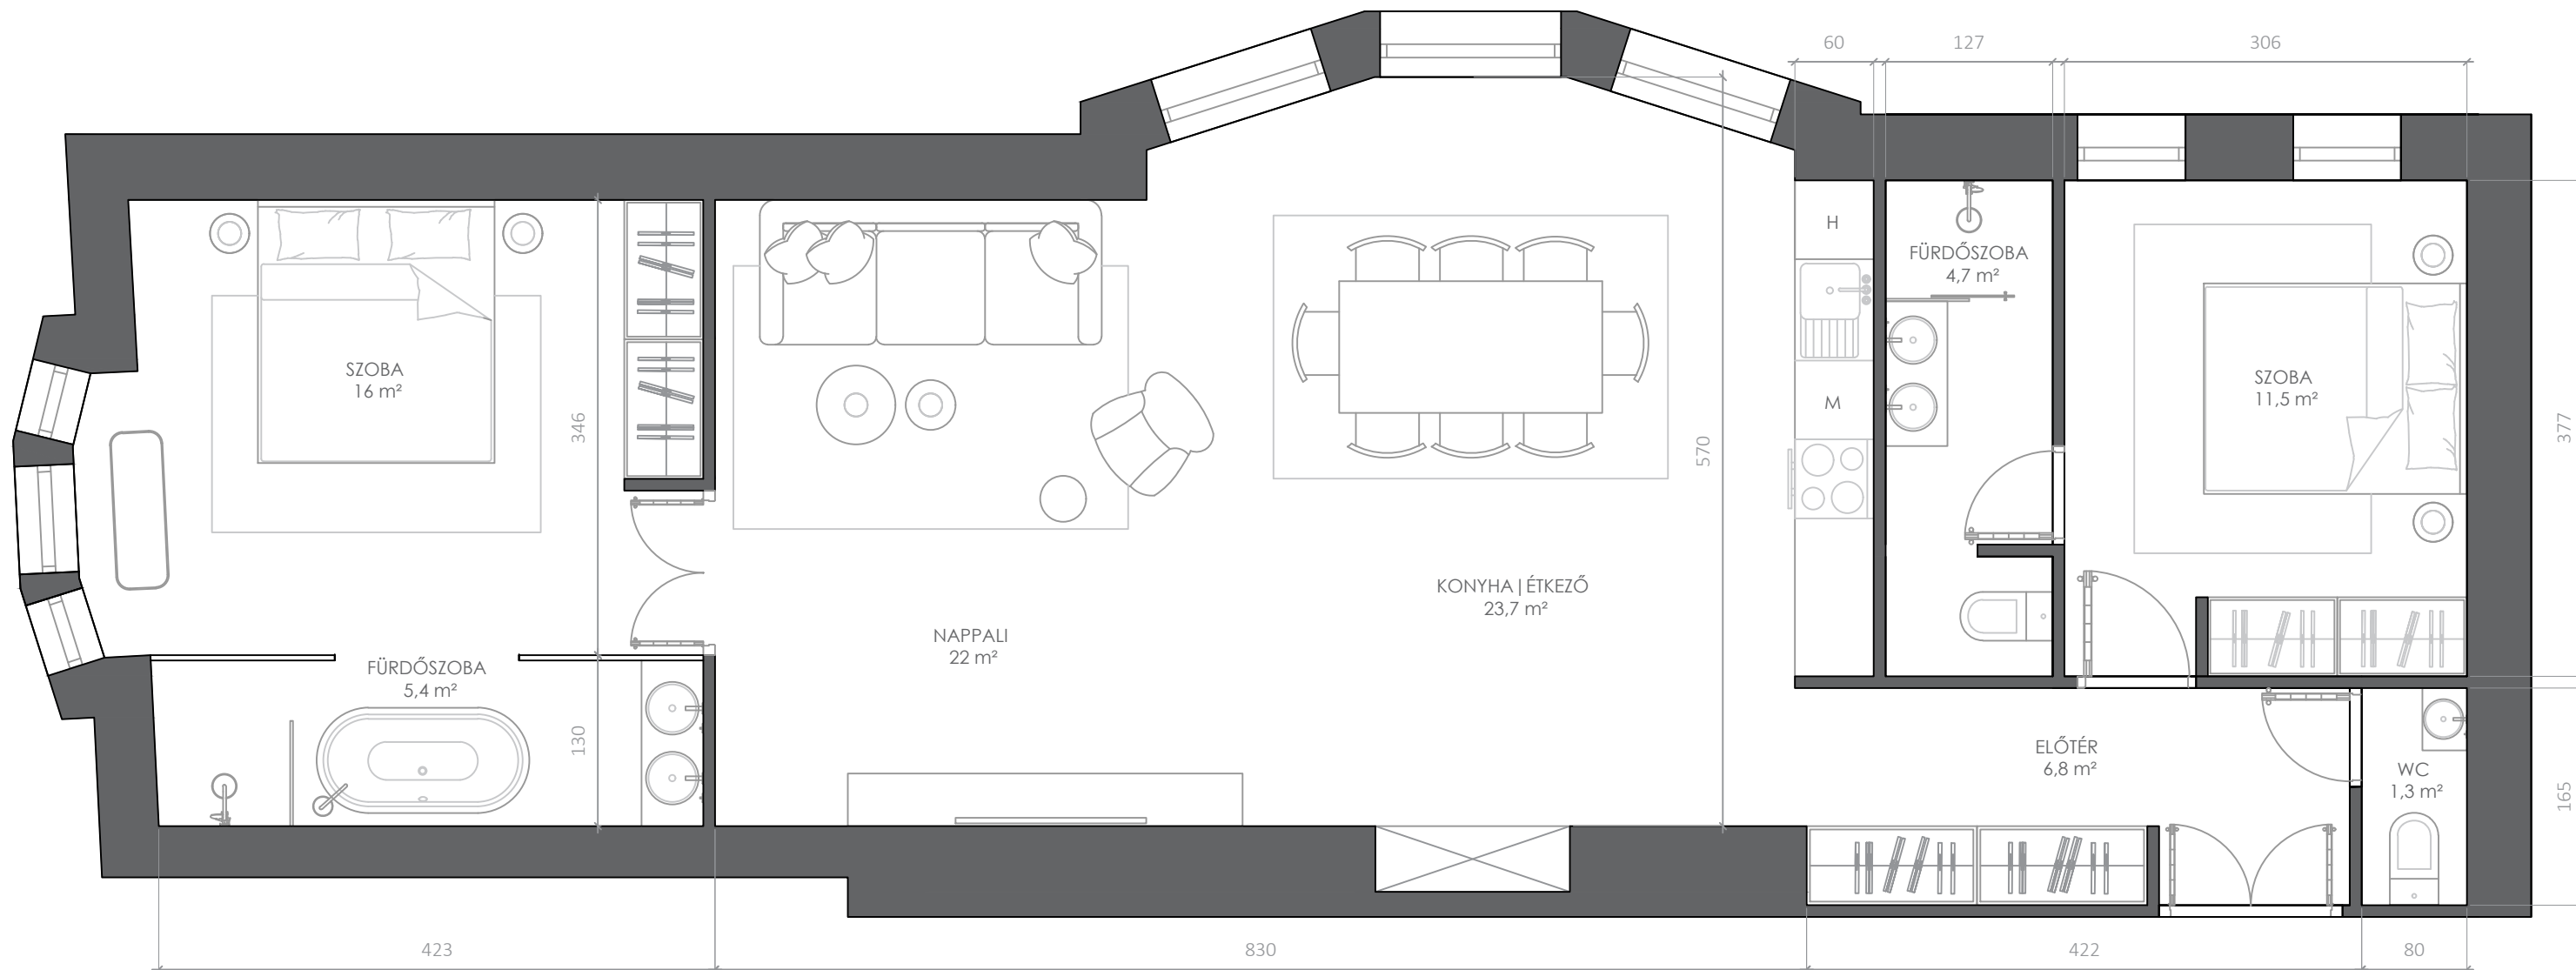 60
127
306
H
FÜRDŐSZOBA
4,7 m²
SZOBA
16 m²
346
M
570
SZOBA
11,5 m²
377
KONYHA|ÉTKEZŐ
23,7 m²
NAPPALI
22 m²
FÜRDŐSZOBA
5,4 m²
130
ELŐTÉR
6,8 m²
WC
1,3 m²
165
423
830
422
80